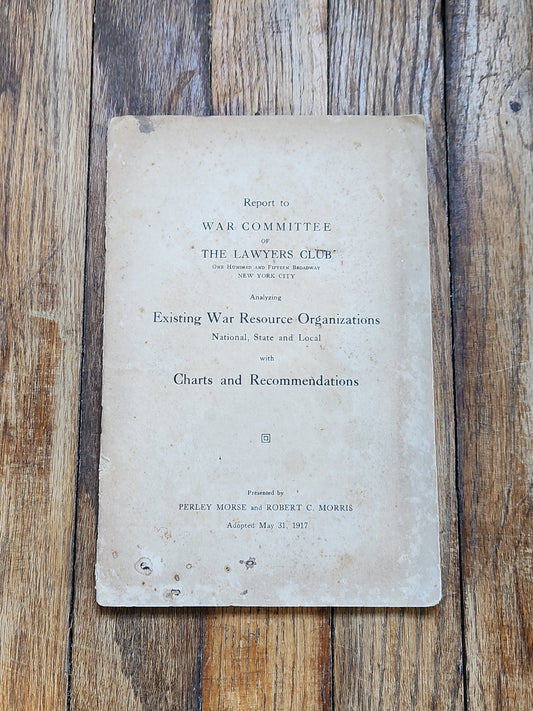 Report to
WAR COMMITTEE
OF
THE LAWYERS CLUB
ONE HUNDRED AND FIFTEEN BROADWAY
NEW YORK CITY
Analyzing
Existing War Resource Organizations
National, State and Local
with
Charts and Recommendations
Presented by
PERLEY MORSE and ROBERT C. MORRIS
Adopted May 31, 1917